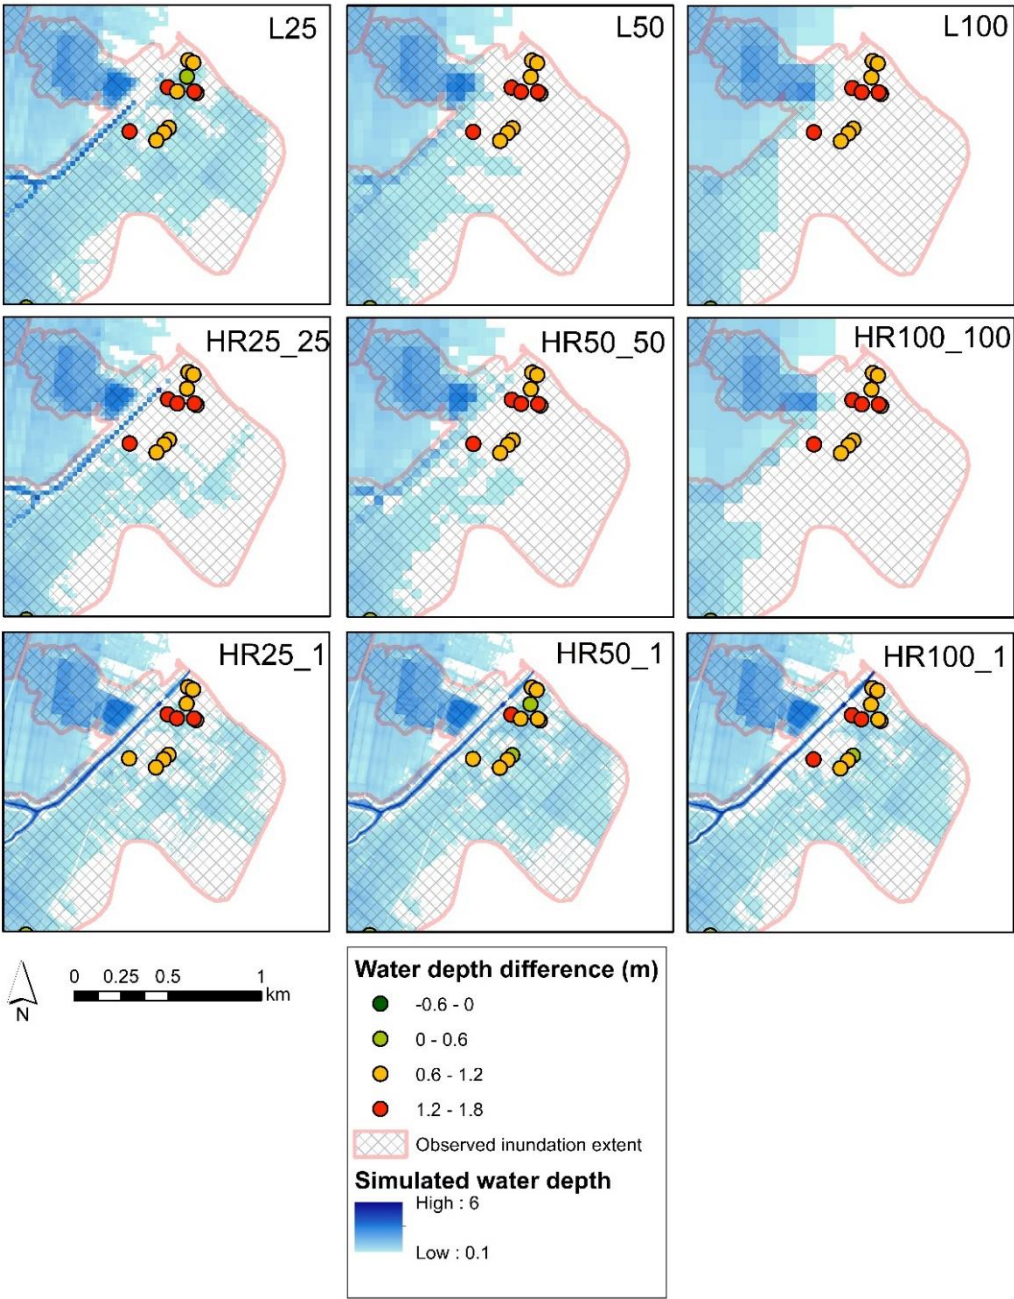 L25
L50
L100
HR25_25
HR50_50
HR100_100
HR25_1
HR50_1
HR100_1
N
0 0.25 0.5 1
km
Water depth difference (m)
-0.6 - 0
0 - 0.6
0.6 - 1.2
1.2 - 1.8
Observed inundation extent
Simulated water depth
High : 6
Low : 0.1